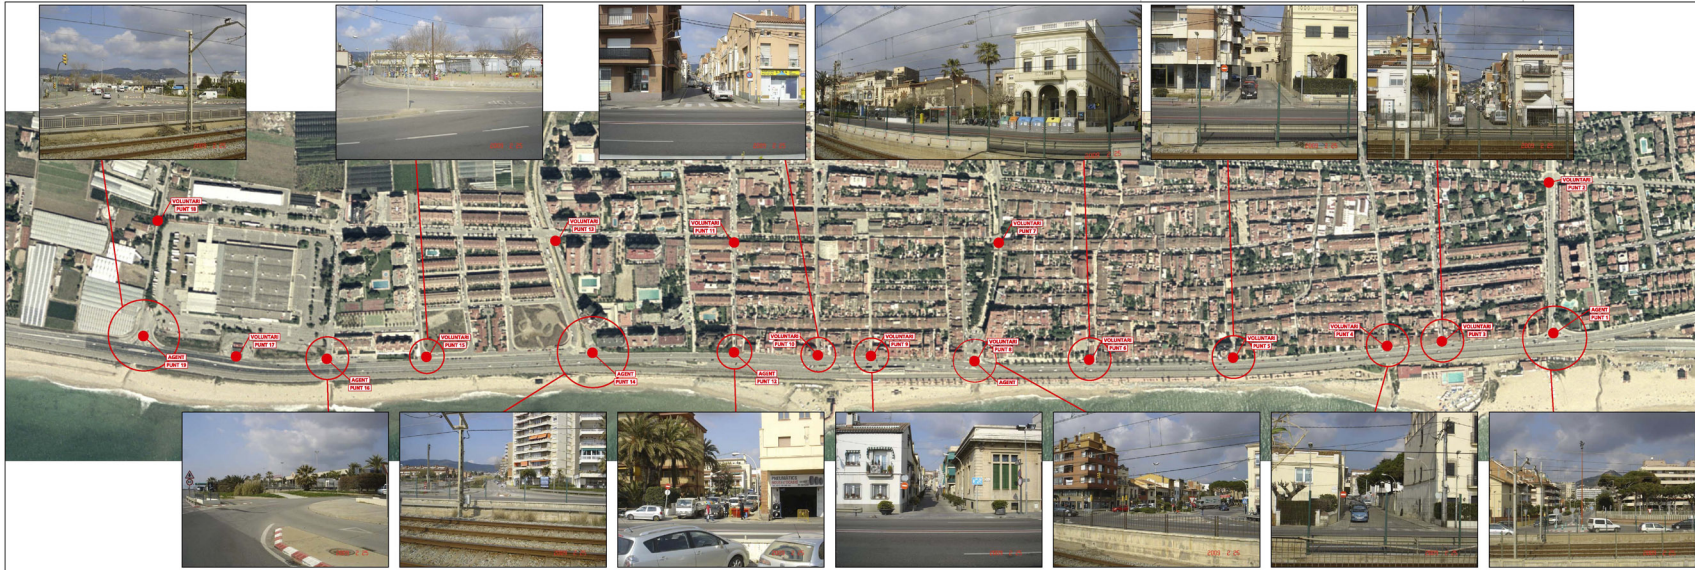 VOLUNTARI
PUNT 2
VOLUNTARI
PUNT 18
VOLUNTARI
PUNT 13
VOLUNTARI
PUNT 11
VOLUNTARI
PUNT 7
AGENT
PUNT 1
VOLUNTARI
PUNT 3
VOLUNTARI
PUNT 4
VOLUNTARI
PUNT 5
VOLUNTARI
PUNT 6
VOLUNTARI
PUNT 8
AGENT
VOLUNTARI
PUNT 9
VOLUNTARI
PUNT 10
AGENT
PUNT 12
AGENT
PUNT 14
VOLUNTARI
PUNT 15
AGENT
PUNT 16
VOLUNTARI
PUNT 17
AGENT
PUNT 18
PNEUMATICS